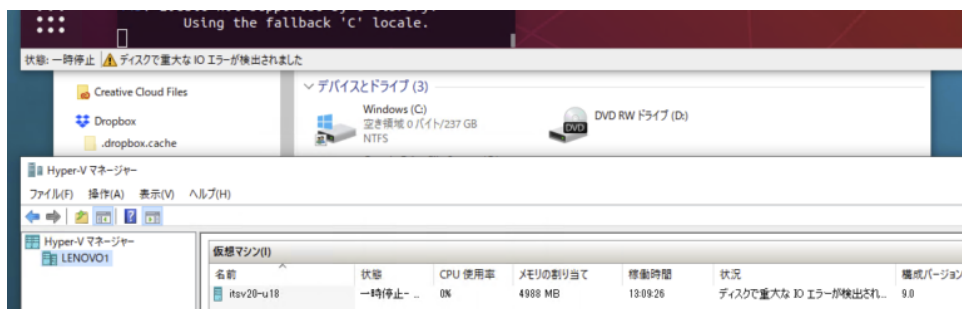 Using the fallback 'C' locale.
状態: 一時停止 ディスクで重大な IO エラーが検出されました
Creative Cloud Files
デバイスとドライブ (3)
Windows (C:)
空き領域 0 バイト/237 GB
NTFS
DVD RW ドライブ (D:)
DVD
Dropbox
.dropbox.cache
Hyper-V マネージャー
ファイル(F) 操作(A) 表示(V) ヘルプ(H)
Hyper-V マネージャー
LENOVO1
仮想マシン(I)
名前 状態 CPU 使用率 メモリの割り当て 稼働時間 状況 構成バージョン
itsv20-u18 一時停止- ... 0% 4988 MB 13:09:26 ディスクで重大な IO エラーが検出され... 9.0